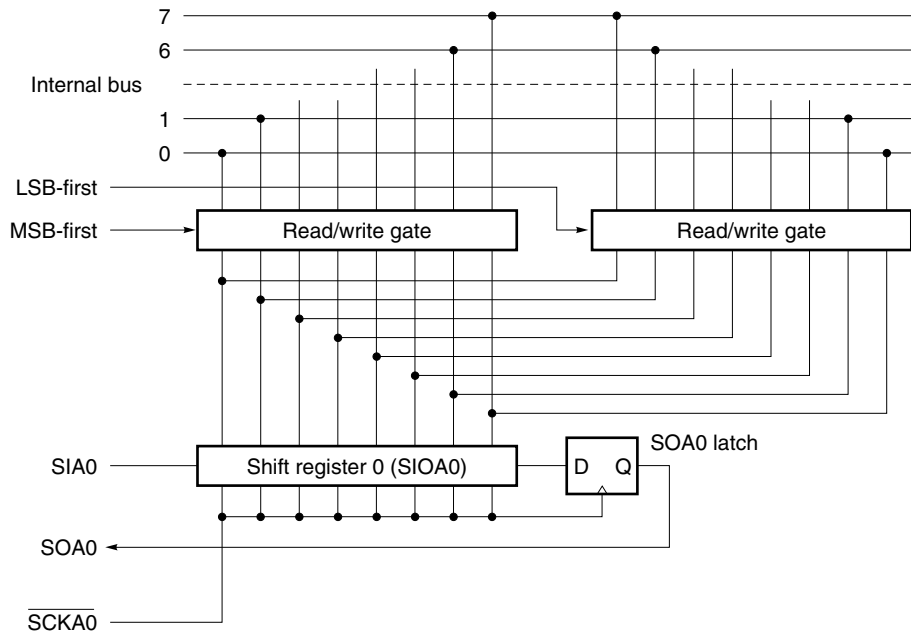 7
6
Internal bus
1
0
LSB-first
MSB-first
Read/write gate
Read/write gate
SOA0 latch
SIA0
Shift register 0 (SIOA0)
D Q
SOA0
SCKA0